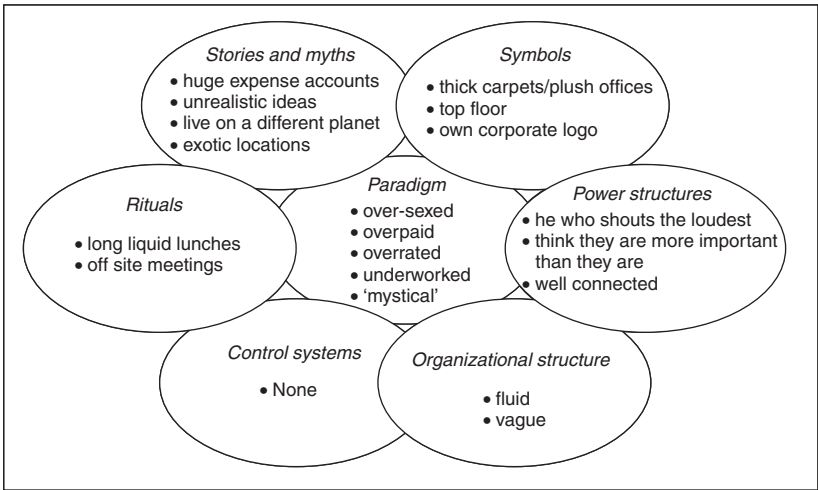 Stories and myths
• huge expense accounts
• unrealistic ideas
• live on a different planet
• exotic locations
Symbols
• thick carpets/plush offices
• top floor
• own corporate logo
Rituals
• long liquid lunches
• off site meetings
Paradigm
• over-sexed
• overpaid
• overrated
• underworked
• ‘mystical’
Power structures
• he who shouts the loudest
• think they are more important
than they are
• well connected
Control systems
• None
Organizational structure
• fluid
• vague